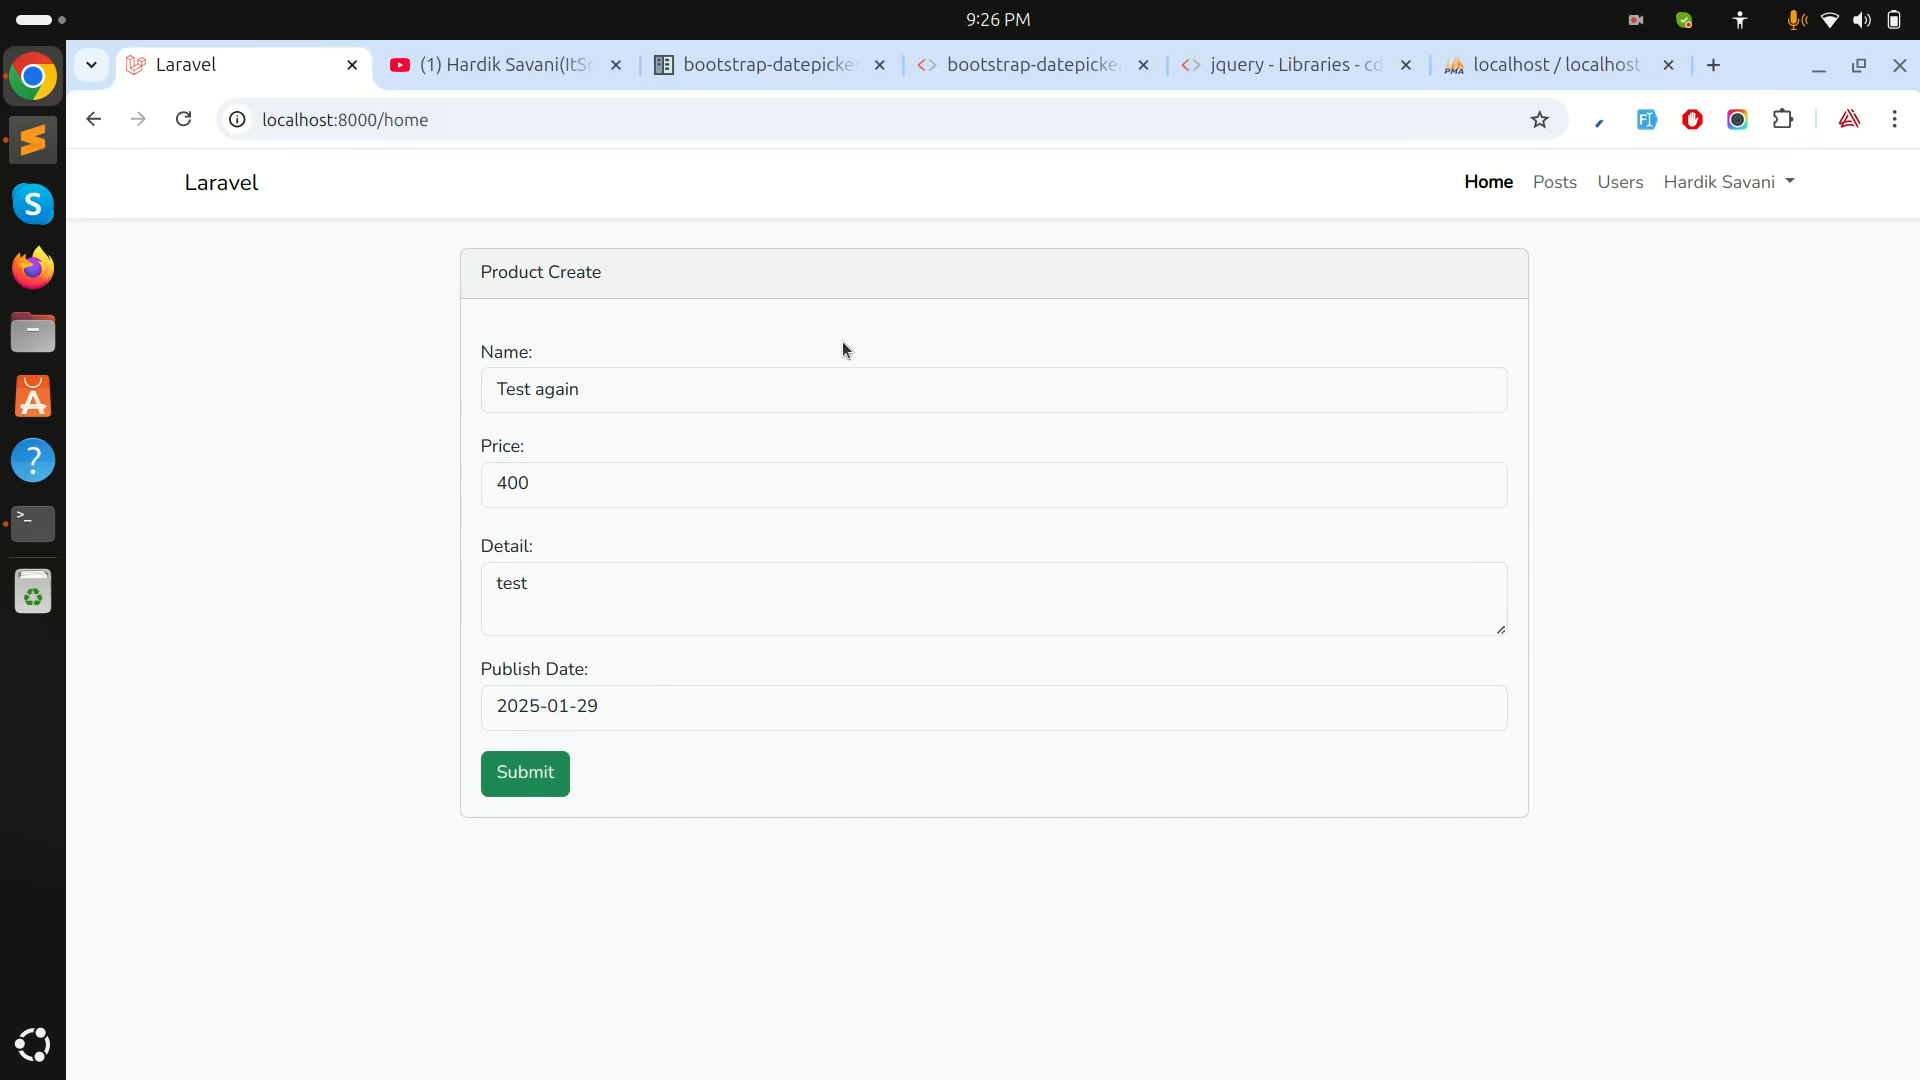 9:26 PM
Laravel
(1) Hardik Savani(ItSo
bootstrap-datepicke
bootstrap-datepicke
jquery - Libraries - cd
localhost / localhost
localhost:8000/home
Laravel
Home
Posts
Users
Hardik Savani
Product Create
Name:
Test again
Price:
400
Detail:
test
Publish Date:
2025-01-29
Submit